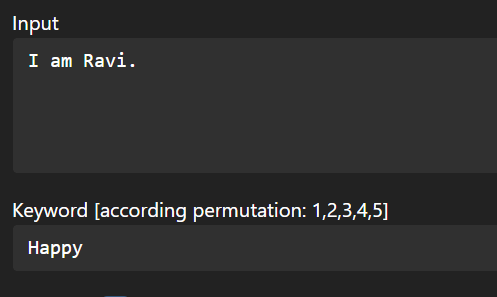 Input
I am Ravi.
Keyword [according permutation: 1,2,3,4,5]
Happy